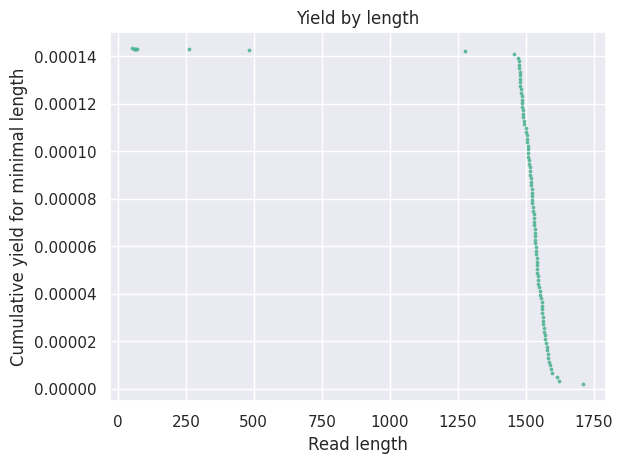 Yield by length
Cumulative yield for minimal length
0.00014
0.00012
0.00010
0.00008
0.00006
0.00004
0.00002
0.00000
0 250 500 750 1000 1250 1500 1750
Read length